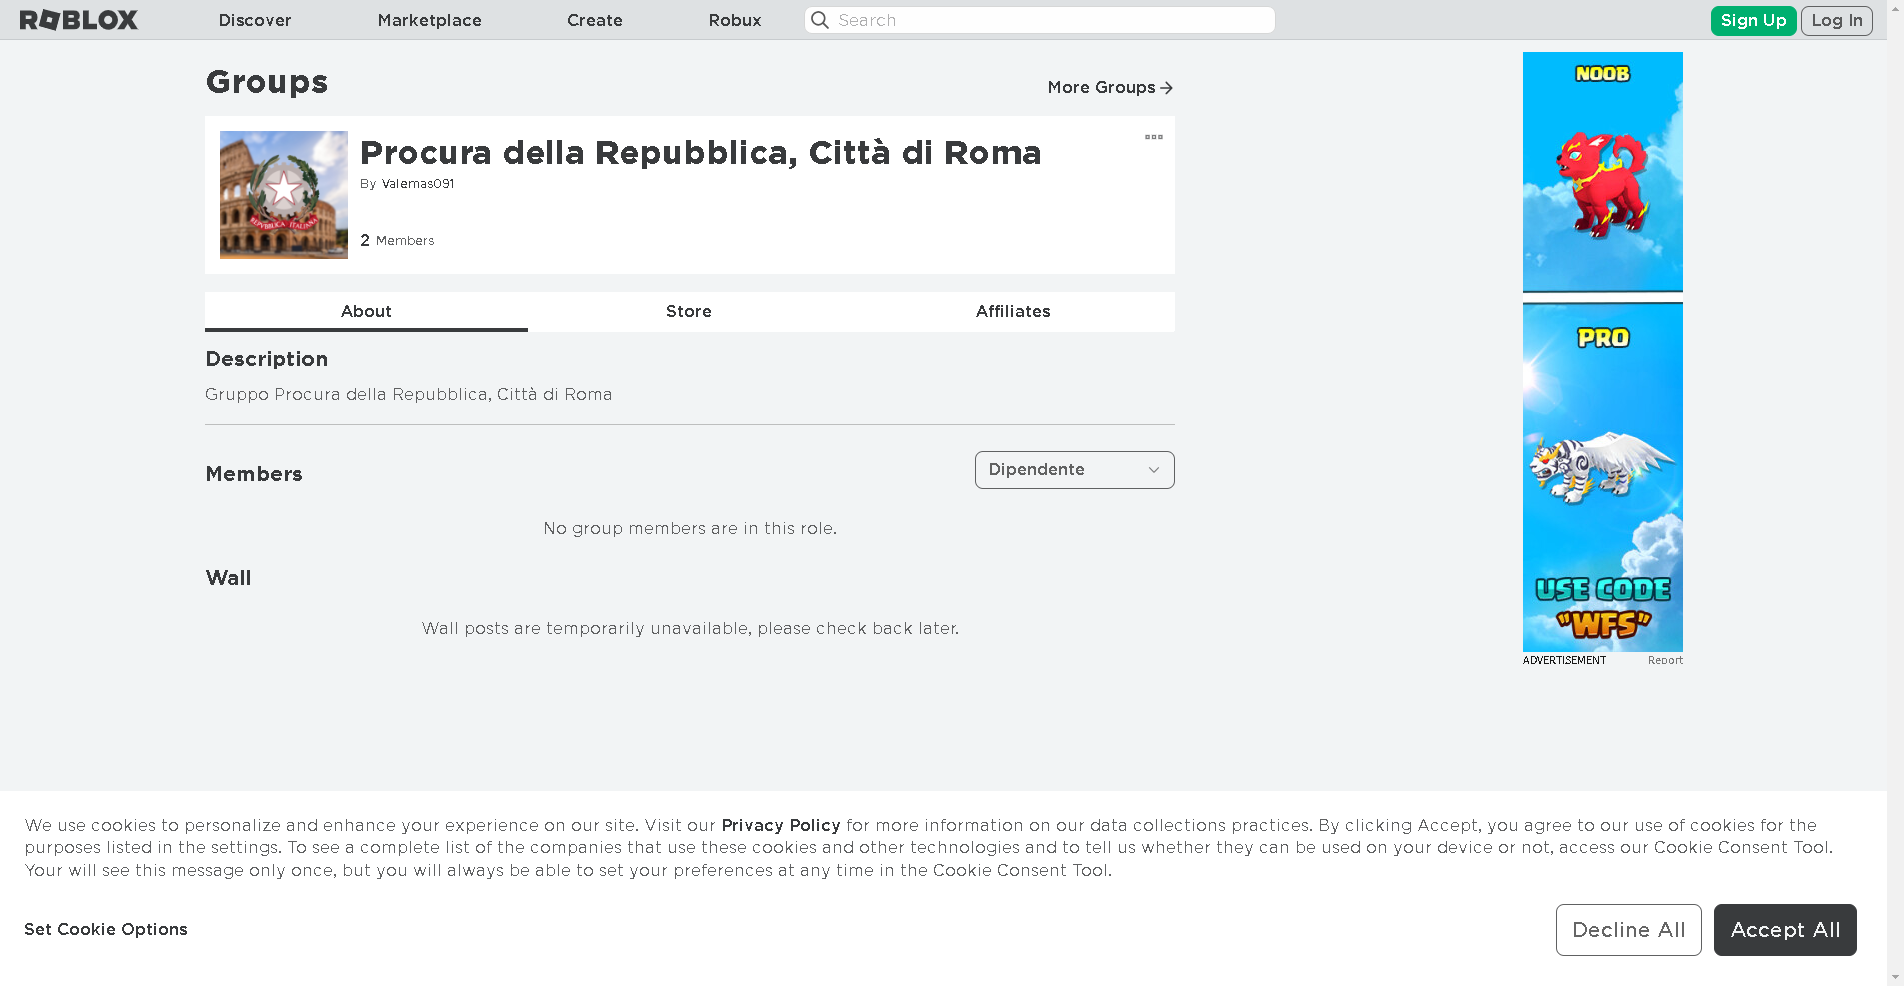 ROBLOX
Discover
Marketplace
Create
Robux
Search
Sign Up
Log In
Groups
More Groups
Procura della Repubblica, Città di Roma
By Valemas091
2 Members
REPVBBLICA ITALIANA
About
Store
Affiliates
Description
Gruppo Procura della Repubblica, Città di Roma
Members
Dipendente
No group members are in this role.
Wall
Wall posts are temporarily unavailable, please check back later.
NOOB
PRO
USE CODE
"WFS"
ADVERTISEMENT
Report
We use cookies to personalize and enhance your experience on our site. Visit our Privacy Policy for more information on our data collections practices. By clicking Accept, you agree to our use of cookies for the
purposes listed in the settings. To see a complete list of the companies that use these cookies and other technologies and to tell us whether they can be used on your device or not, access our Cookie Consent Tool.
Your will see this message only once, but you will always be able to set your preferences at any time in the Cookie Consent Tool.
Set Cookie Options
Decline All
Accept All